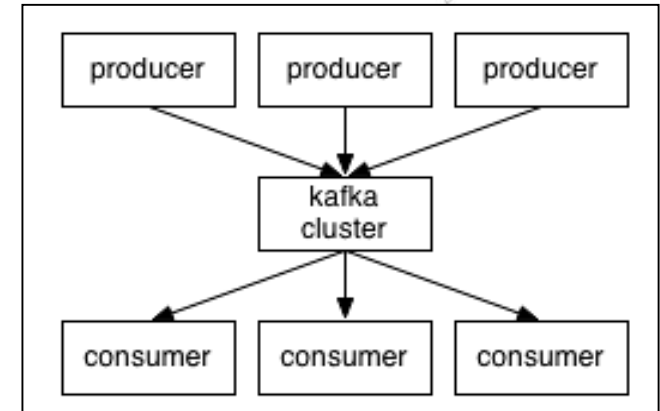 producer producer producer
kafka
cluster
consumer consumer consumer